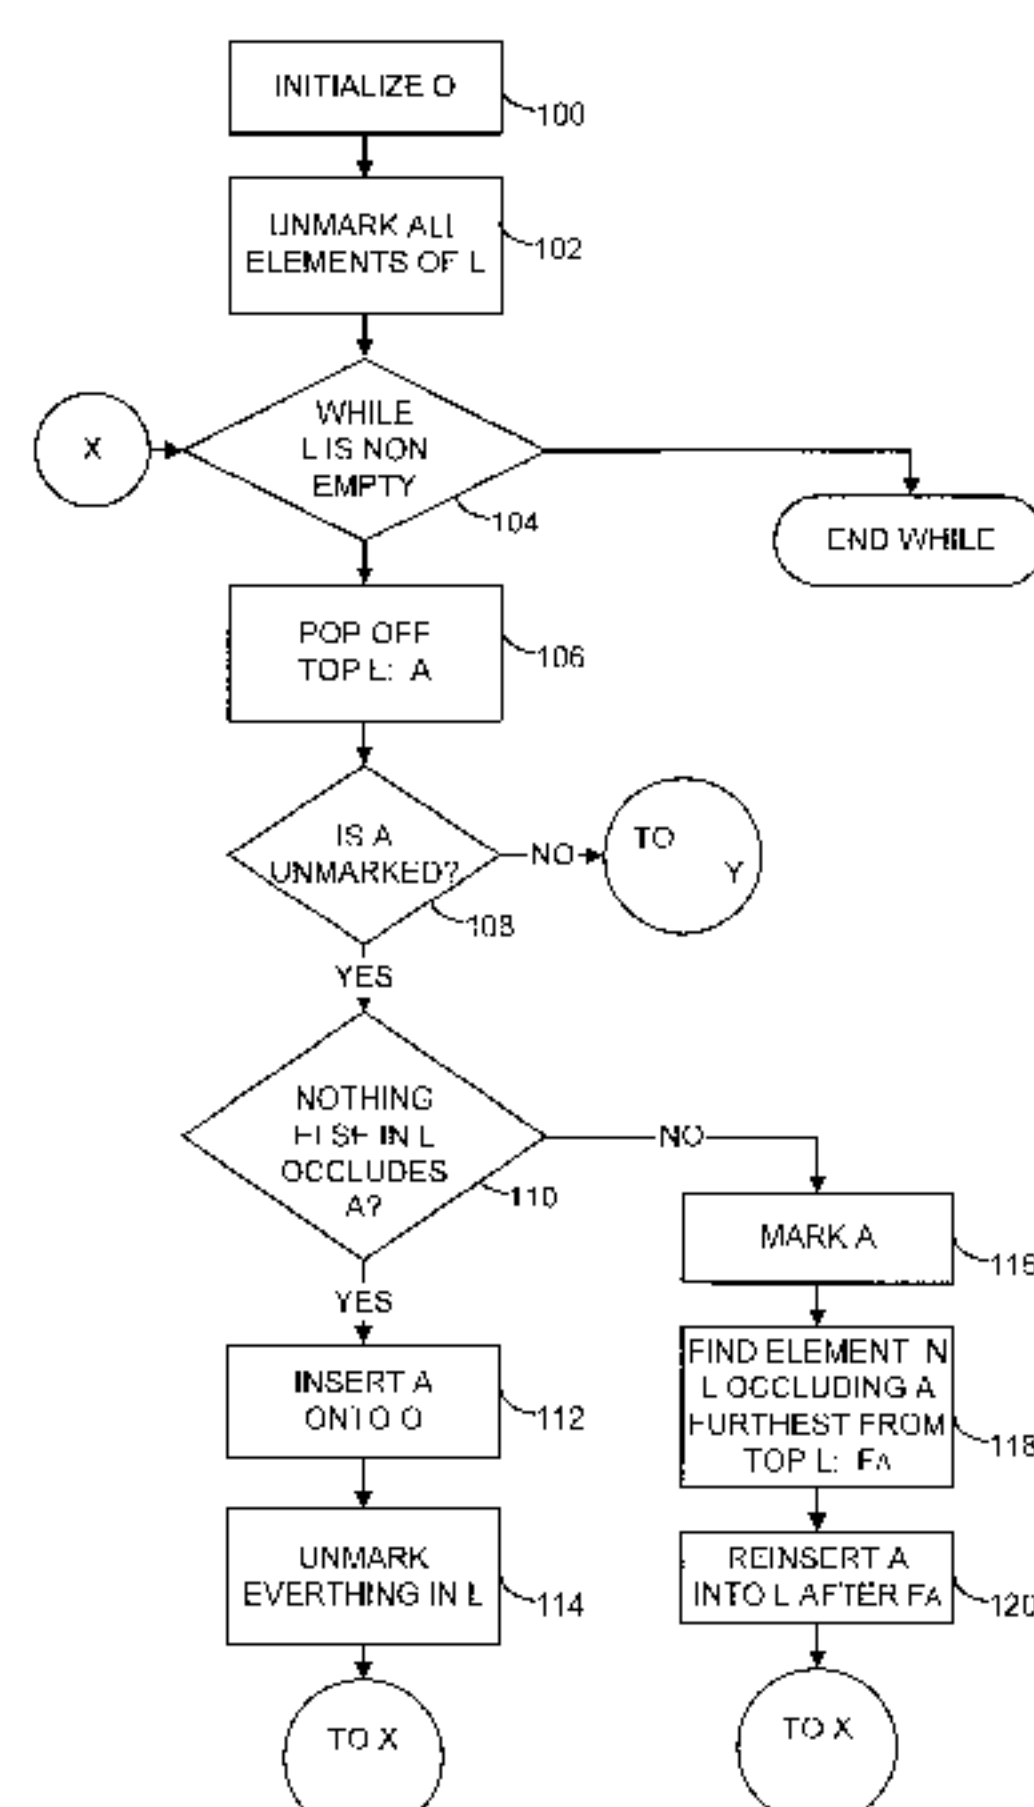 INITIALIZE O
100
UNMARK ALL
ELEMENTS OF L
102
X
WHILE
L IS NON
EMPTY
104
END WHILE
POP OFF
TOP L: A
106
IS A
UNMARKED?
108
NO
TO
Y
YES
NOTHING
ELSE IN L
OCCLUDES
A?
110
NO
MARK A
116
YES
INSERT A
ONTO O
112
FIND ELEMENT IN
L OCCLUDING A
FURTHEST FROM
TOP L: FA
118
UNMARK
EVERTHING IN L
114
REINSERT A
INTO L AFTER FA
120
TO X
TO X